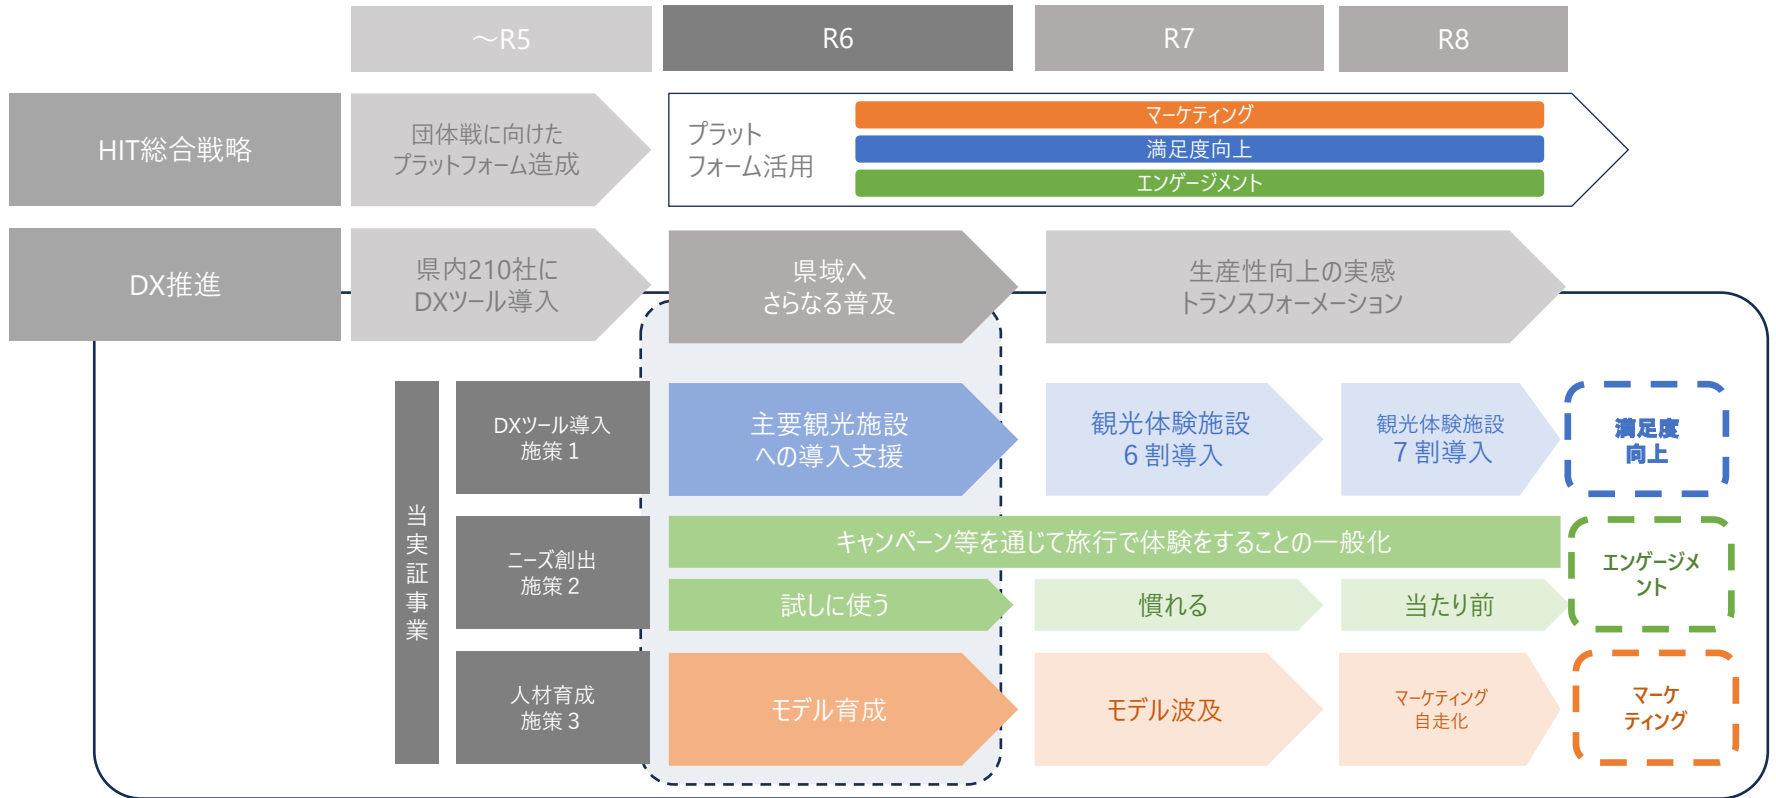 ～R5
R6
R7
R8
HIT総合戦略
団体戦に向けた
プラットフォーム造成
プラット
フォーム活用
マーケティング
満足度向上
エンゲージメント
DX推進
県内210社に
DXツール導入
県域へ
さらなる普及
生産性向上の実感
トランスフォーメーション
当実証事業
DXツール導入
施策１
主要観光施設
への導入支援
観光体験施設
６割導入
観光体験施設
７割導入
満足度
向上
ニーズ創出
施策２
キャンペーン等を通じて旅行で体験をすることの一般化
試しに使う
慣れる
当たり前
エンゲージメ
ント
人材育成
施策３
モデル育成
モデル波及
マーケティング
自走化
マーケ
ティング